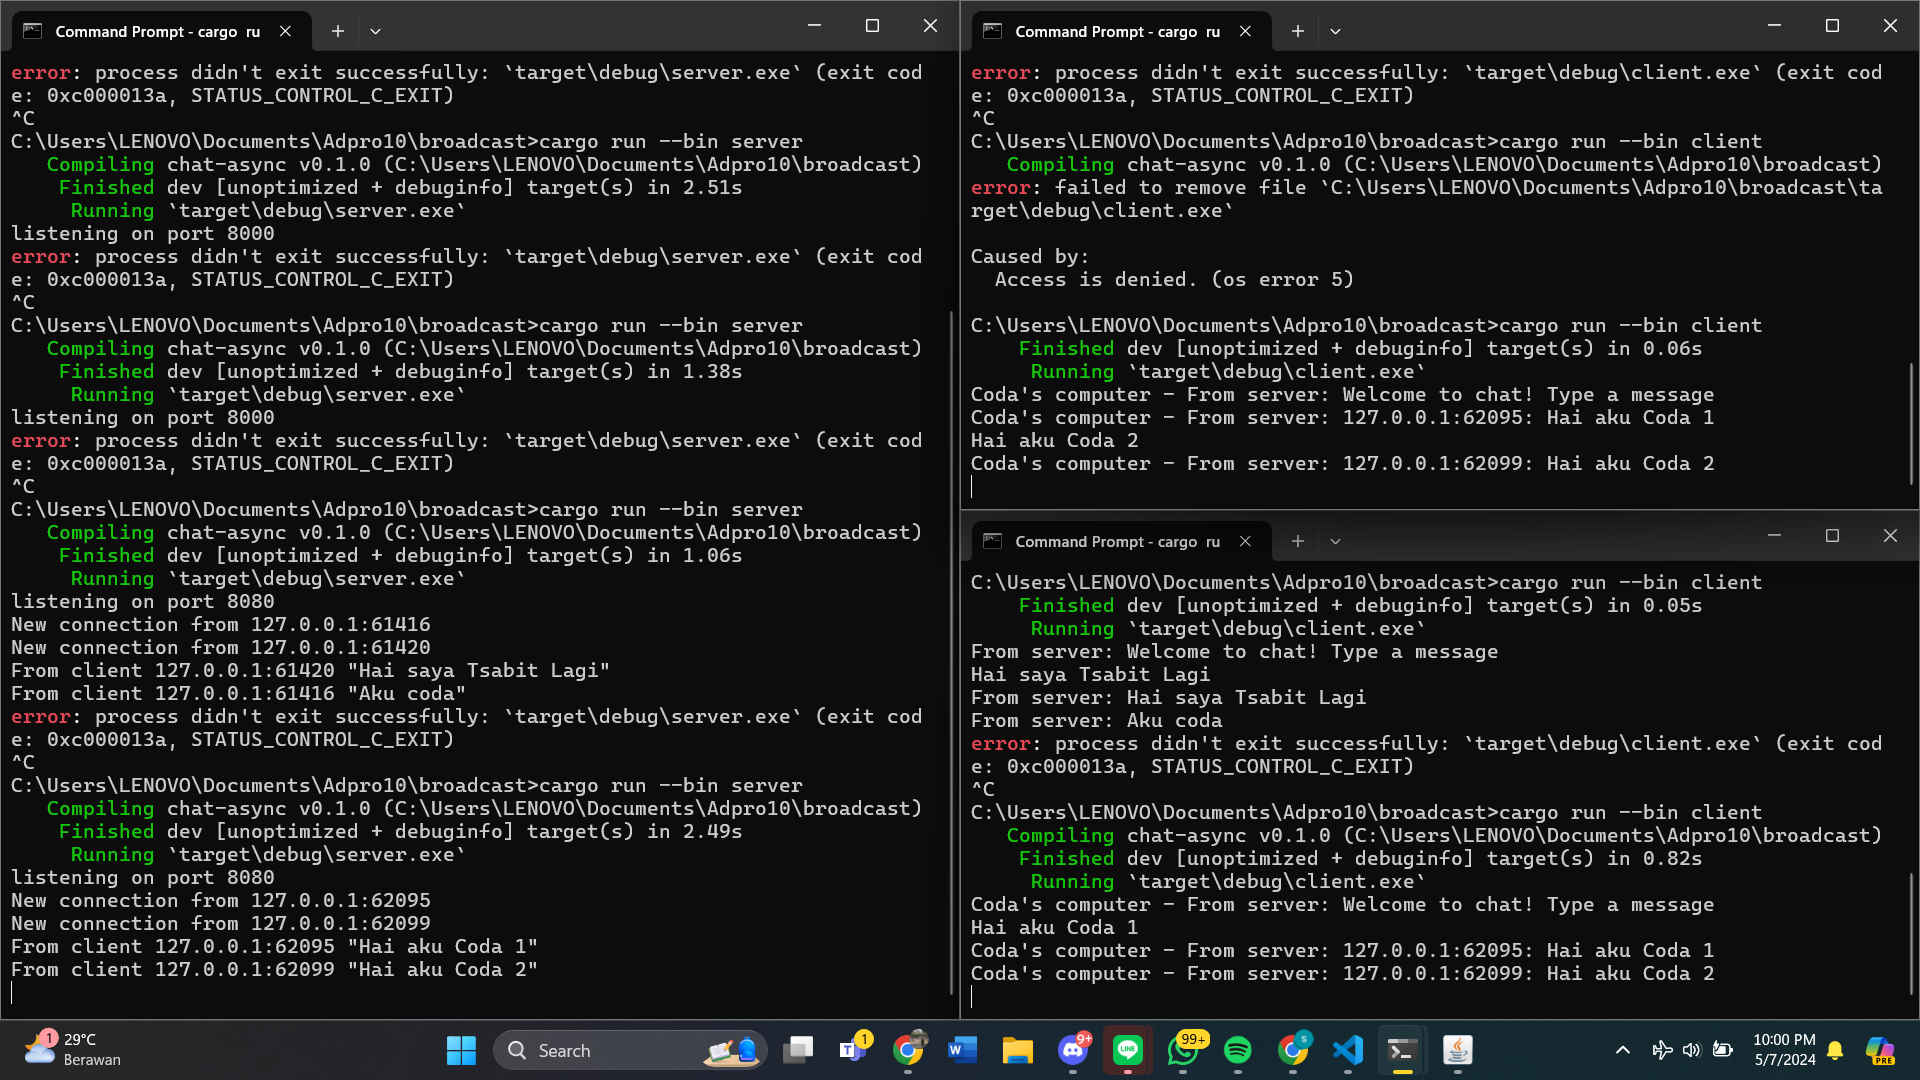 Command Prompt - cargo  ru
error: process didn't exit successfully: `target\debug\server.exe` (exit cod
e: 0xc000013a, STATUS_CONTROL_C_EXIT)
^C
C:\Users\LENOVO\Documents\Adpro10\broadcast>cargo run --bin server
   Compiling chat-async v0.1.0 (C:\Users\LENOVO\Documents\Adpro10\broadcast)
    Finished dev [unoptimized + debuginfo] target(s) in 2.51s
     Running `target\debug\server.exe`
listening on port 8000
error: process didn't exit successfully: `target\debug\server.exe` (exit cod
e: 0xc000013a, STATUS_CONTROL_C_EXIT)
^C
C:\Users\LENOVO\Documents\Adpro10\broadcast>cargo run --bin server
   Compiling chat-async v0.1.0 (C:\Users\LENOVO\Documents\Adpro10\broadcast)
    Finished dev [unoptimized + debuginfo] target(s) in 1.38s
     Running `target\debug\server.exe`
listening on port 8000
error: process didn't exit successfully: `target\debug\server.exe` (exit cod
e: 0xc000013a, STATUS_CONTROL_C_EXIT)
^C
C:\Users\LENOVO\Documents\Adpro10\broadcast>cargo run --bin server
   Compiling chat-async v0.1.0 (C:\Users\LENOVO\Documents\Adpro10\broadcast)
    Finished dev [unoptimized + debuginfo] target(s) in 1.06s
     Running `target\debug\server.exe`
listening on port 8080
New connection from 127.0.0.1:61416
New connection from 127.0.0.1:61420
From client 127.0.0.1:61420 "Hai saya Tsabit Lagi"
From client 127.0.0.1:61416 "Aku coda"
error: process didn't exit successfully: `target\debug\server.exe` (exit cod
e: 0xc000013a, STATUS_CONTROL_C_EXIT)
^C
C:\Users\LENOVO\Documents\Adpro10\broadcast>cargo run --bin server
   Compiling chat-async v0.1.0 (C:\Users\LENOVO\Documents\Adpro10\broadcast)
    Finished dev [unoptimized + debuginfo] target(s) in 2.49s
     Running `target\debug\server.exe`
listening on port 8080
New connection from 127.0.0.1:62095
New connection from 127.0.0.1:62099
From client 127.0.0.1:62095 "Hai aku Coda 1"
From client 127.0.0.1:62099 "Hai aku Coda 2"
Command Prompt - cargo  ru
error: process didn't exit successfully: `target\debug\client.exe` (exit cod
e: 0xc000013a, STATUS_CONTROL_C_EXIT)
^C
C:\Users\LENOVO\Documents\Adpro10\broadcast>cargo run --bin client
   Compiling chat-async v0.1.0 (C:\Users\LENOVO\Documents\Adpro10\broadcast)
error: failed to remove file `C:\Users\LENOVO\Documents\Adpro10\broadcast\ta
rget\debug\client.exe`
Caused by:
  Access is denied. (os error 5)
C:\Users\LENOVO\Documents\Adpro10\broadcast>cargo run --bin client
    Finished dev [unoptimized + debuginfo] target(s) in 0.06s
     Running `target\debug\client.exe`
Coda's computer - From server: Welcome to chat! Type a message
Coda's computer - From server: 127.0.0.1:62095: Hai aku Coda 1
Hai aku Coda 2
Coda's computer - From server: 127.0.0.1:62099: Hai aku Coda 2
Command Prompt - cargo  ru
C:\Users\LENOVO\Documents\Adpro10\broadcast>cargo run --bin client
    Finished dev [unoptimized + debuginfo] target(s) in 0.05s
     Running `target\debug\client.exe`
From server: Welcome to chat! Type a message
Hai saya Tsabit Lagi
From server: Hai saya Tsabit Lagi
From server: Aku coda
error: process didn't exit successfully: `target\debug\client.exe` (exit cod
e: 0xc000013a, STATUS_CONTROL_C_EXIT)
^C
C:\Users\LENOVO\Documents\Adpro10\broadcast>cargo run --bin client
   Compiling chat-async v0.1.0 (C:\Users\LENOVO\Documents\Adpro10\broadcast)
    Finished dev [unoptimized + debuginfo] target(s) in 0.82s
     Running `target\debug\client.exe`
Coda's computer - From server: Welcome to chat! Type a message
Hai aku Coda 1
Coda's computer - From server: 127.0.0.1:62095: Hai aku Coda 1
Coda's computer - From server: 127.0.0.1:62099: Hai aku Coda 2
1
29°C
Berawan
Search
1
9+
LINE
99+
S
10:00 PM
5/7/2024
PRE